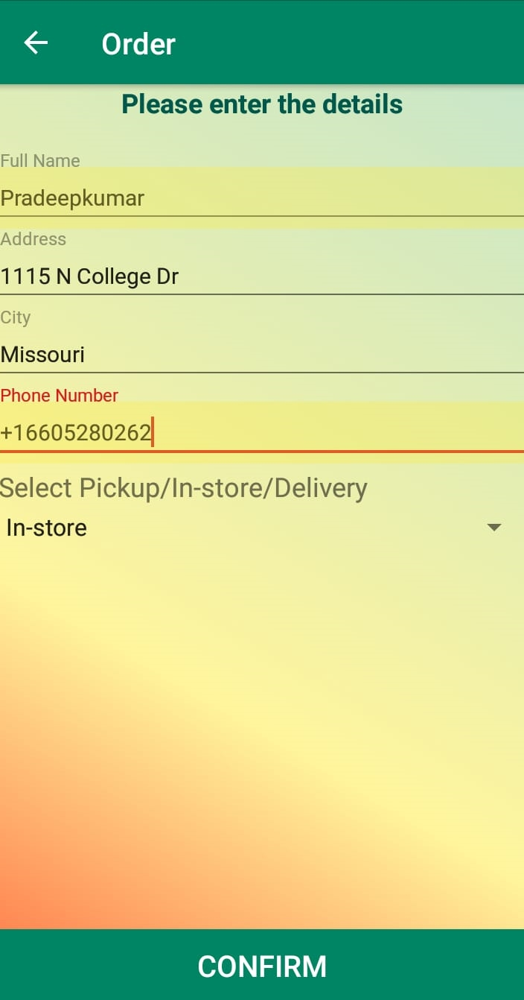 Order
Please enter the details
Full Name
Pradeepkumar
Address
1115 N College Dr
City
Missouri
Phone Number
+16605280262
Select Pickup/In-store/Delivery
In-store
CONFIRM